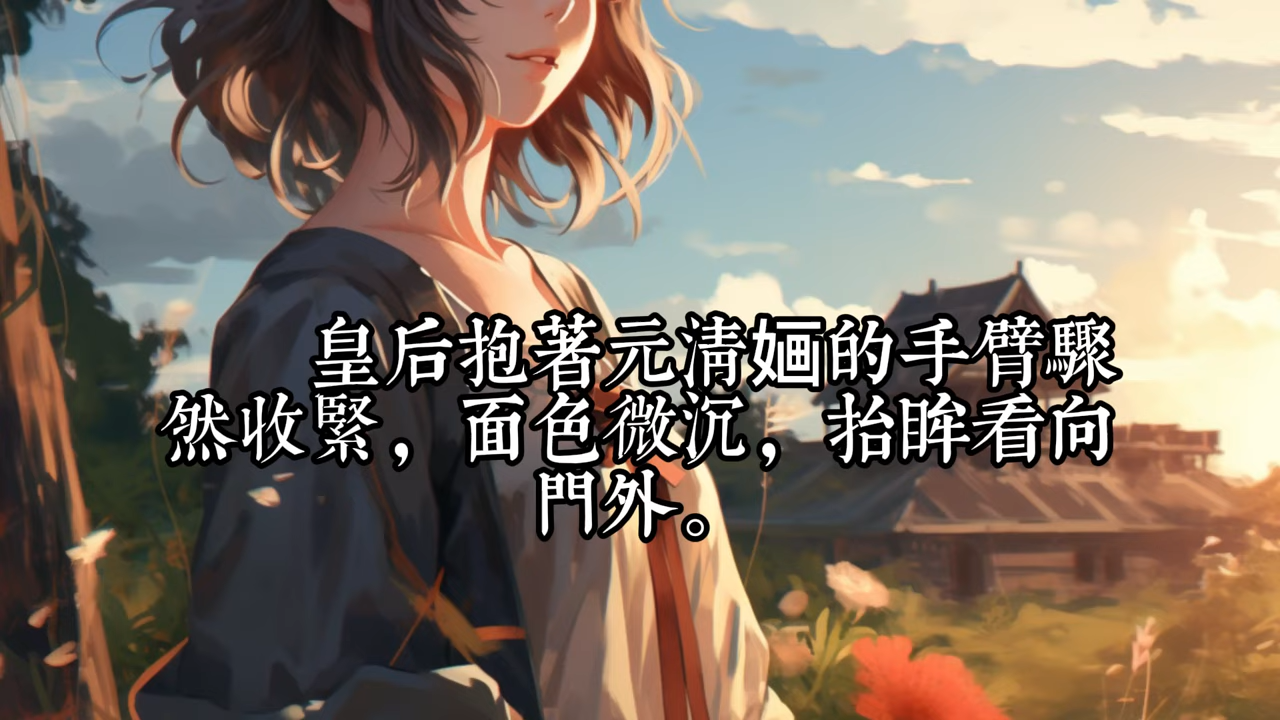 皇后抱著元清婳的手臂驟
然收緊，面色微沉，抬眸看向
門外。